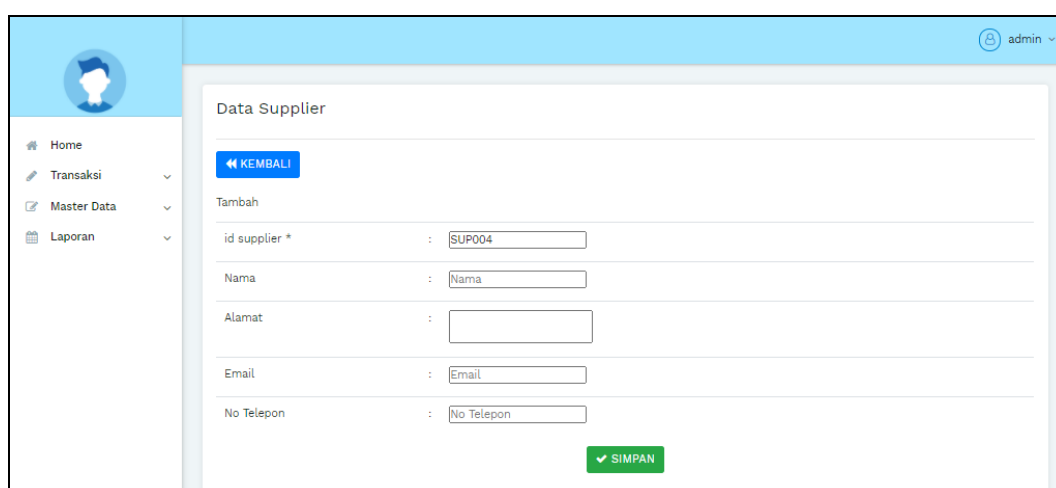 admin
Home
Transaksi
Master Data
Laporan
Data Supplier
KEMBALI
Tambah
id supplier * : SUP004
Nama : Nama
Alamat :
Email : Email
No Telepon : No Telepon
SIMPAN